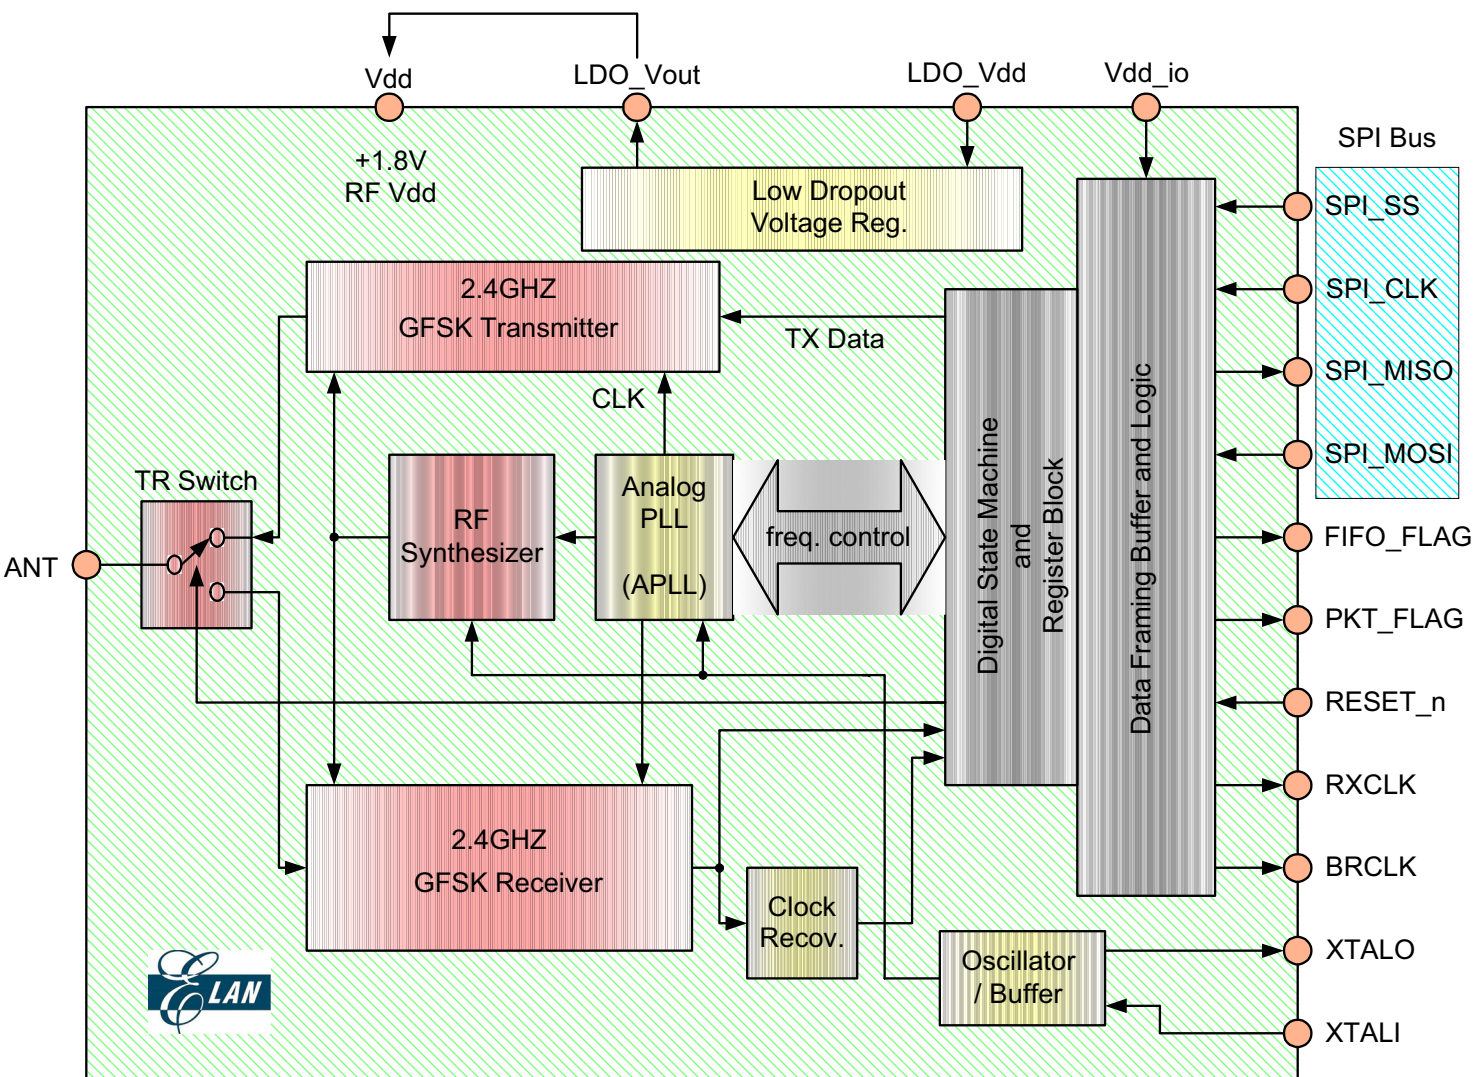 Vdd
LDO_Vout
LDO_Vdd
Vdd_io
SPI Bus
+1.8V
RF Vdd
Low Dropout
Voltage Reg.
SPI_SS
2.4GHZ
GFSK Transmitter
SPI_CLK
TX Data
SPI_MISO
CLK
TR Switch
Analog
PLL
(APLL)
RF
Synthesizer
freq. control
Digital State Machine
and
Register Block
Data Framing Buffer and Logic
SPI_MOSI
FIFO_FLAG
ANT
PKT_FLAG
RESET_n
RXCLK
2.4GHZ
GFSK Receiver
BRCLK
Clock
Recov.
Oscillator
/ Buffer
XTALO
XTALI
ELAN